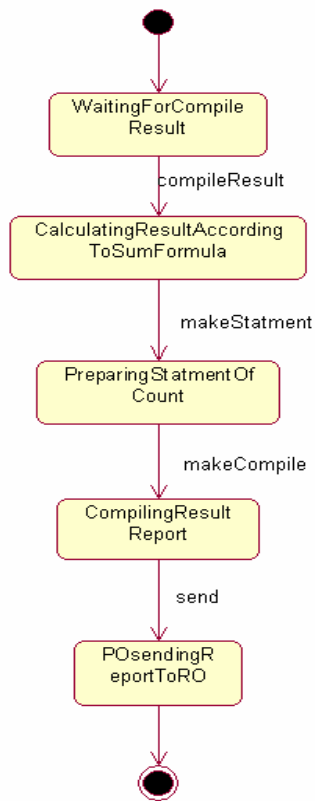 WaitingForCompile
Result
compileResult
CalculatingResultAccording
ToSumFormula
makeStatment
PreparingStatmentOf
Count
makeCompile
CompilingResult
Report
send
POsendingR
eportToRO